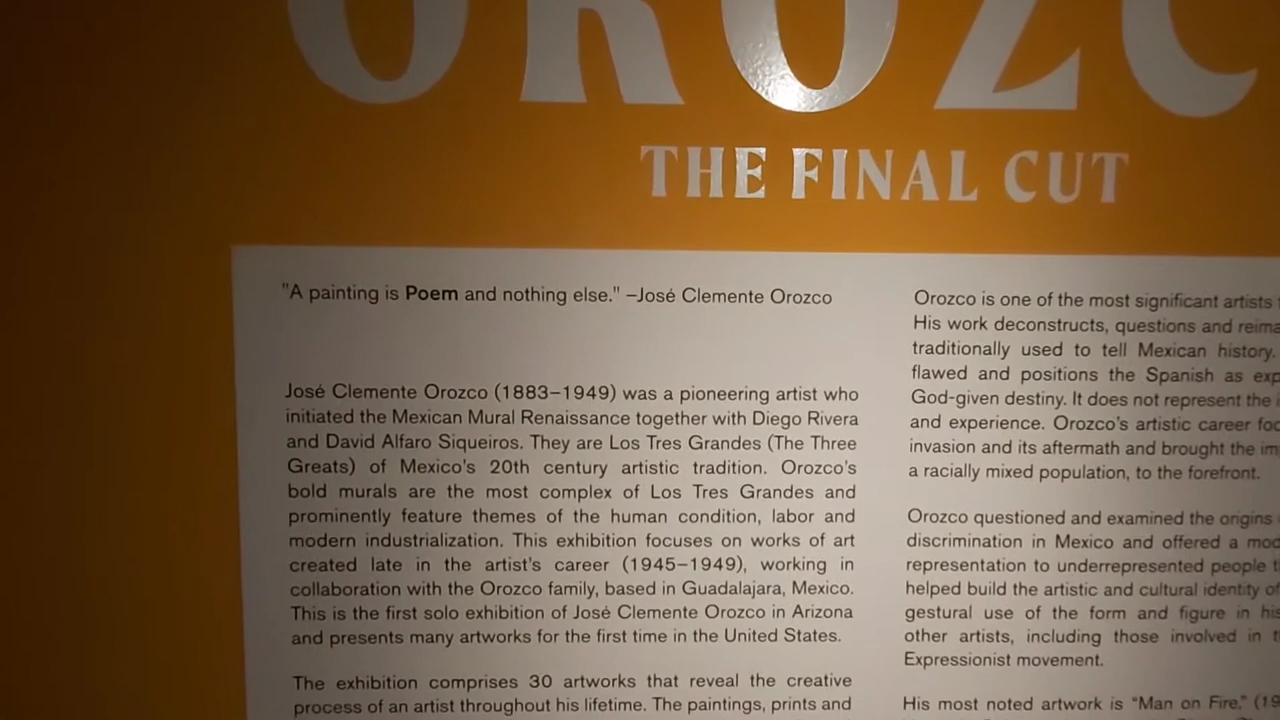 OROZC
THE FINAL CUT
"A painting is Poem and nothing else." –José Clemente Orozco
José Clemente Orozco (1883–1949) was a pioneering artist who
initiated the Mexican Mural Renaissance together with Diego Rivera
and David Alfaro Siqueiros. They are Los Tres Grandes (The Three
Greats) of Mexico's 20th century artistic tradition. Orozco's
bold murals are the most complex of Los Tres Grandes and
prominently feature themes of the human condition, labor and
modern industrialization. This exhibition focuses on works of art
created late in the artist's career (1945–1949), working in
collaboration with the Orozco family, based in Guadalajara, Mexico.
This is the first solo exhibition of José Clemente Orozco in Arizona
and presents many artworks for the first time in the United States.
The exhibition comprises 30 artworks that reveal the creative
process of an artist throughout his lifetime. The paintings, prints and
Orozco is one of the most significant artists
His work deconstructs, questions and
traditionally used to tell Mexican history.
flawed and positions the Spanish as
God-given destiny. It does not represent the
and experience. Orozco's artistic career
invasion and its aftermath and brought the
a racially mixed population, to the forefront.
Orozco questioned and examined the origins
discrimination in Mexico and offered a
representation to underrepresented people
helped build the artistic and cultural identity
gestural use of the form and figure in
other artists, including those involved in
Expressionist movement.
His most noted artwork is “Man on Fire,”